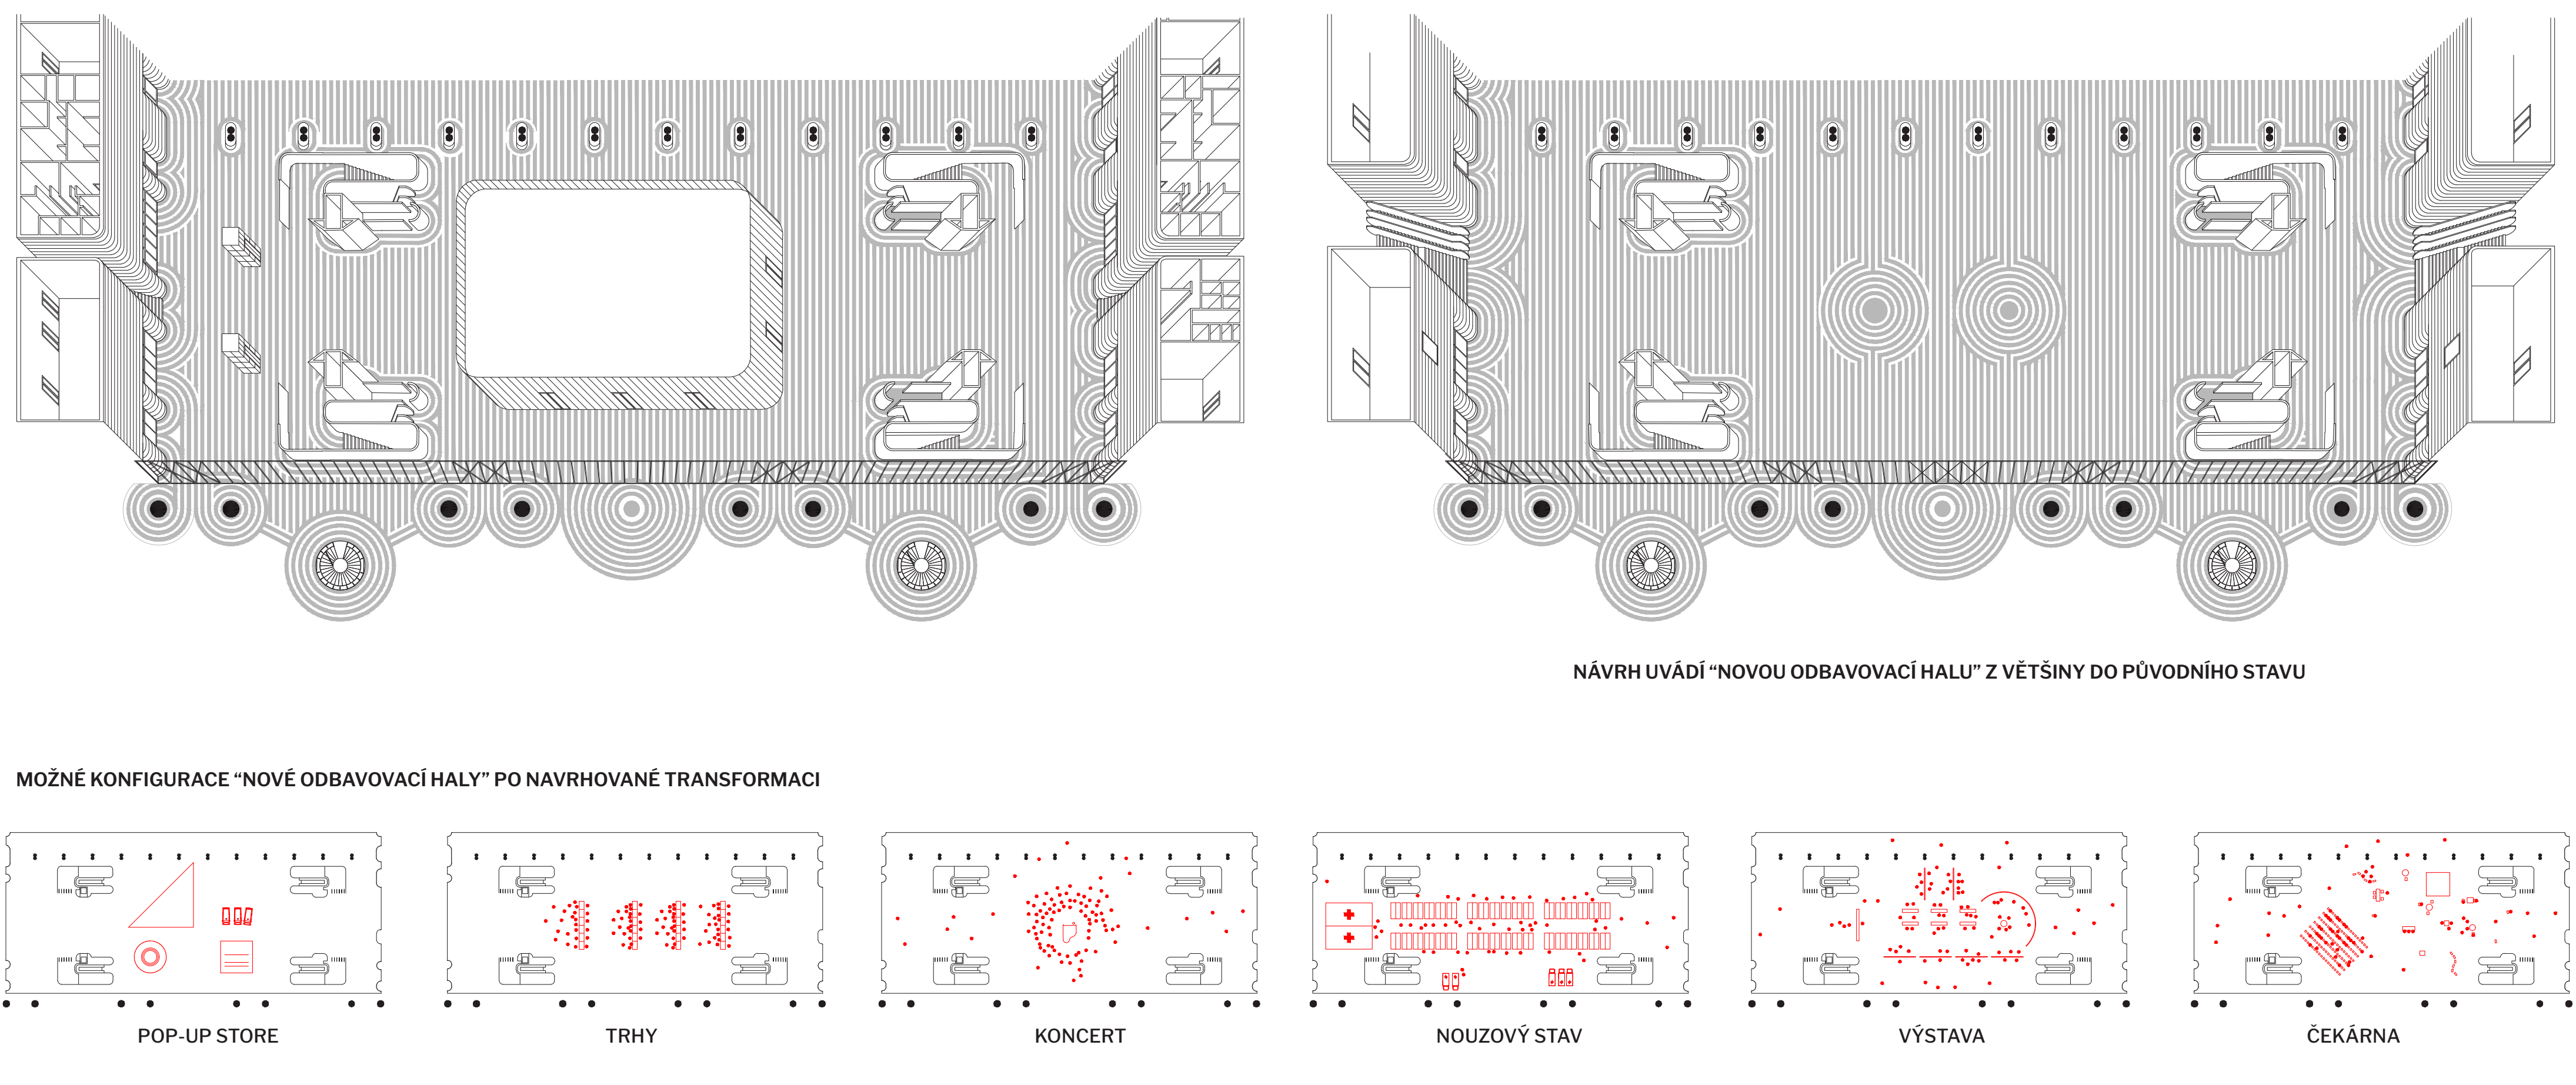 NÁVRH UVÁDÍ “NOVOU ODBAVOVACÍ HALU” Z VĚTŠINY DO PŮVODNÍHO STAVU
MOŽNÉ KONFIGURACE “NOVÉ ODBAVOVACÍ HALY” PO NAVRHOVANÉ TRANSFORMACI
POP-UP STORE
TRHY
KONCERT
NOUZOVÝ STAV
VÝSTAVA
ČEKÁRNA